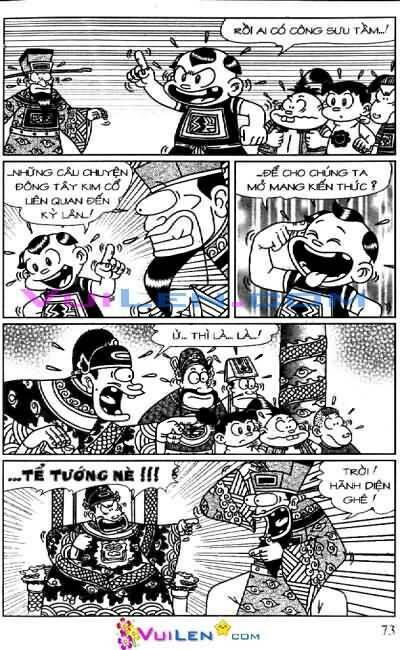 RỒI AI CÓ CÔNG SƯU TẦM...!
...NHỮNG CÂU CHUYỆN
ĐÔNG TÂY KIM CỔ
LIÊN QUAN ĐẾN
KỲ LÂN...!
...ĐỂ CHO CHÚNG TA
MỞ MANG KIẾN THỨC?
VUILEN.COM
Ừ... THÌ LÀ... LÀ...!
...TỂ TƯỚNG NÈ!!!
TRỜI!
HÃNH DIỆN
GHÊ!
VUILEN.COM
73